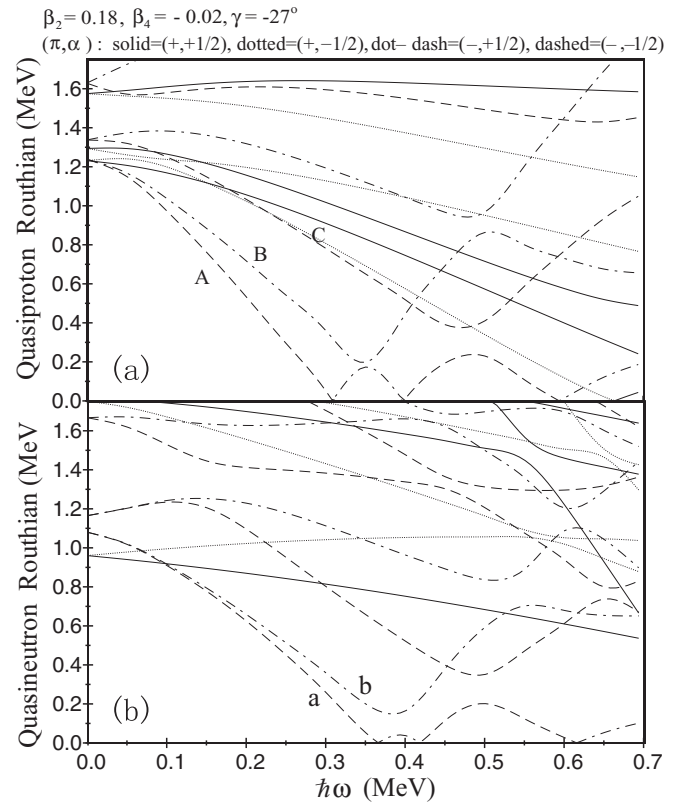 β₂= 0.18, β₄= - 0.02, γ = -27°
(π,α) : solid=(+,+1/2), dotted=(+,−1/2), dot– dash=(−,+1/2), dashed=(−,–1/2)
Quasiproton Routhian (MeV)
1.6
1.4
1.2
1.0
0.8
0.6
0.4
0.2
0.0
A
B
C
(a)
Quasineutron Routhian (MeV
1.6
1.4
1.2
1.0
0.8
0.6
0.4
0.2
0.0
a
b
(b)
0.0 0.1 0.2 0.3 0.4 0.5 0.6 0.7
ℏω (MeV)